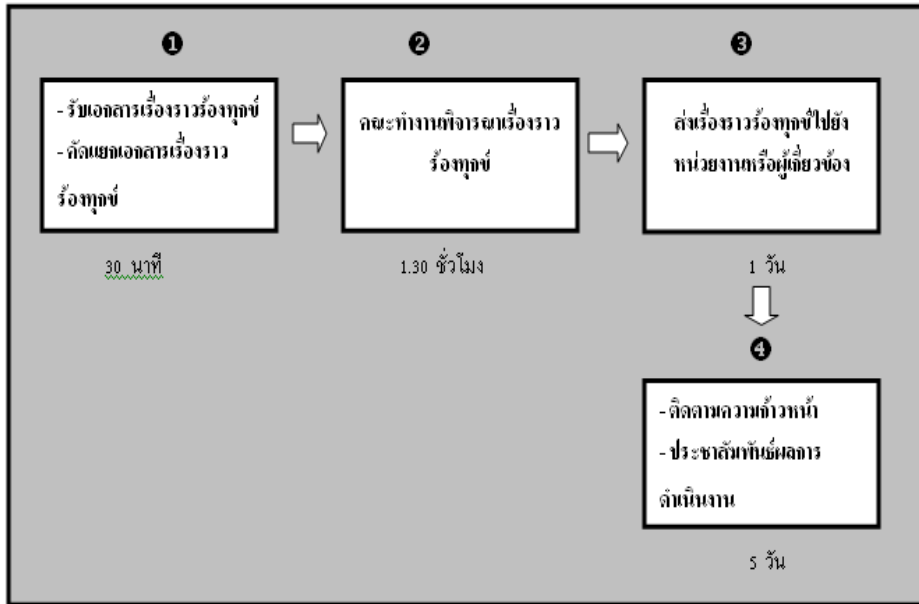 ❶
- รับเอกสารเรื่องราวร้องทุกข์
- คัดแยกเอกสารเรื่องราว
ร้องทุกข์
30 นาที
❷
คณะทำงานพิจารณาเรื่องราว
ร้องทุกข์
1.30 ชั่วโมง
❸
ส่งเรื่องราวร้องทุกข์ไปยัง
หน่วยงานหรือผู้เกี่ยวข้อง
1 วัน
❹
- ติดตามความก้าวหน้า
- ประชาสัมพันธ์ผลการ
ดำเนินงาน
5 วัน